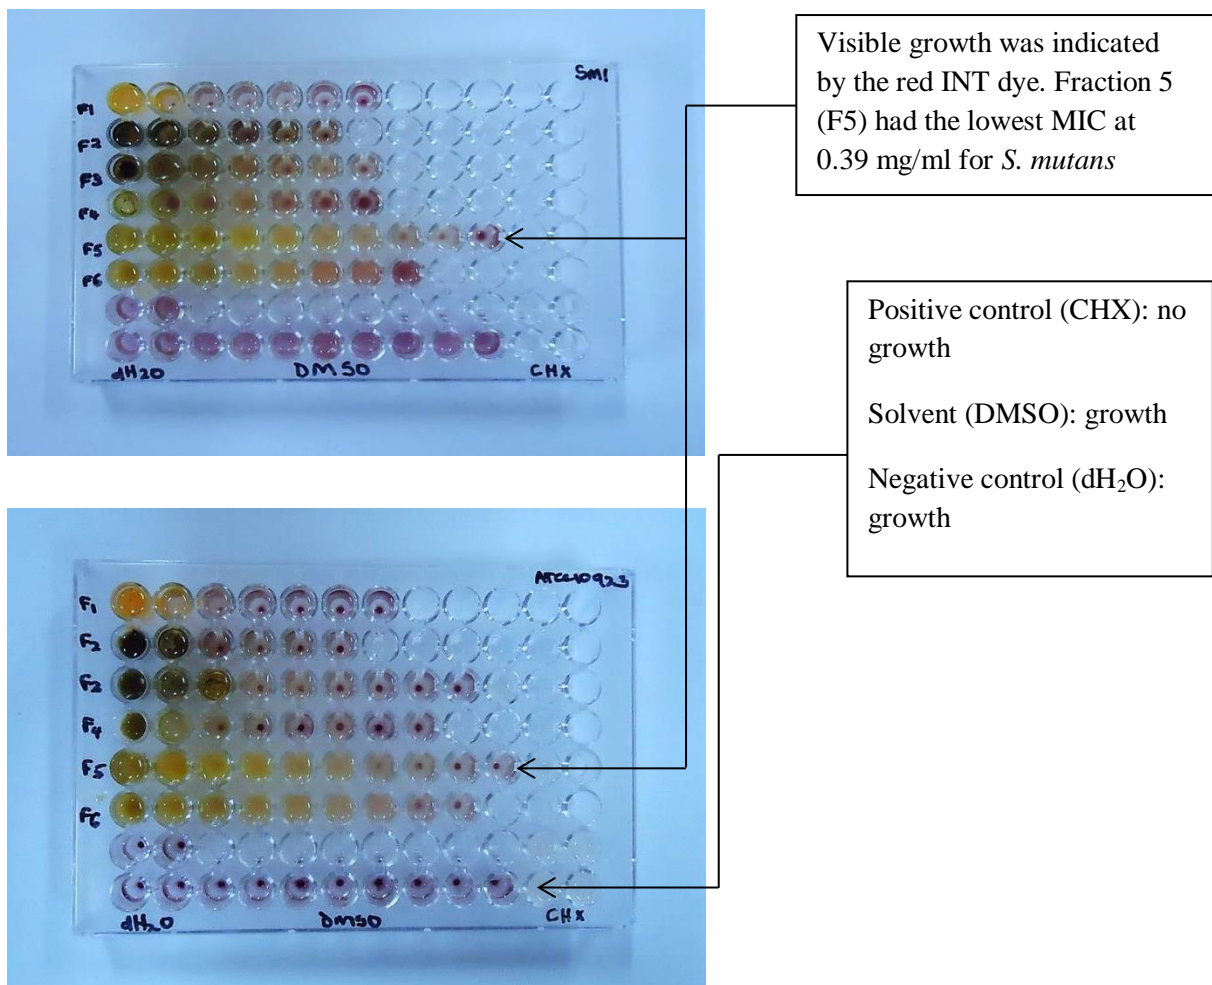 SM1
F1
F2
F3
F4
F5
F6
dH20 DMSO CHX
Visible growth was indicated
by the red INT dye. Fraction 5
(F5) had the lowest MIC at
0.39 mg/ml for S. mutans
Positive control (CHX): no
growth
Solvent (DMSO): growth
Negative control (dH₂O):
growth
ATCC10923
F1
F2
F3
F4
F5
F6
dH20 DMSO CHX